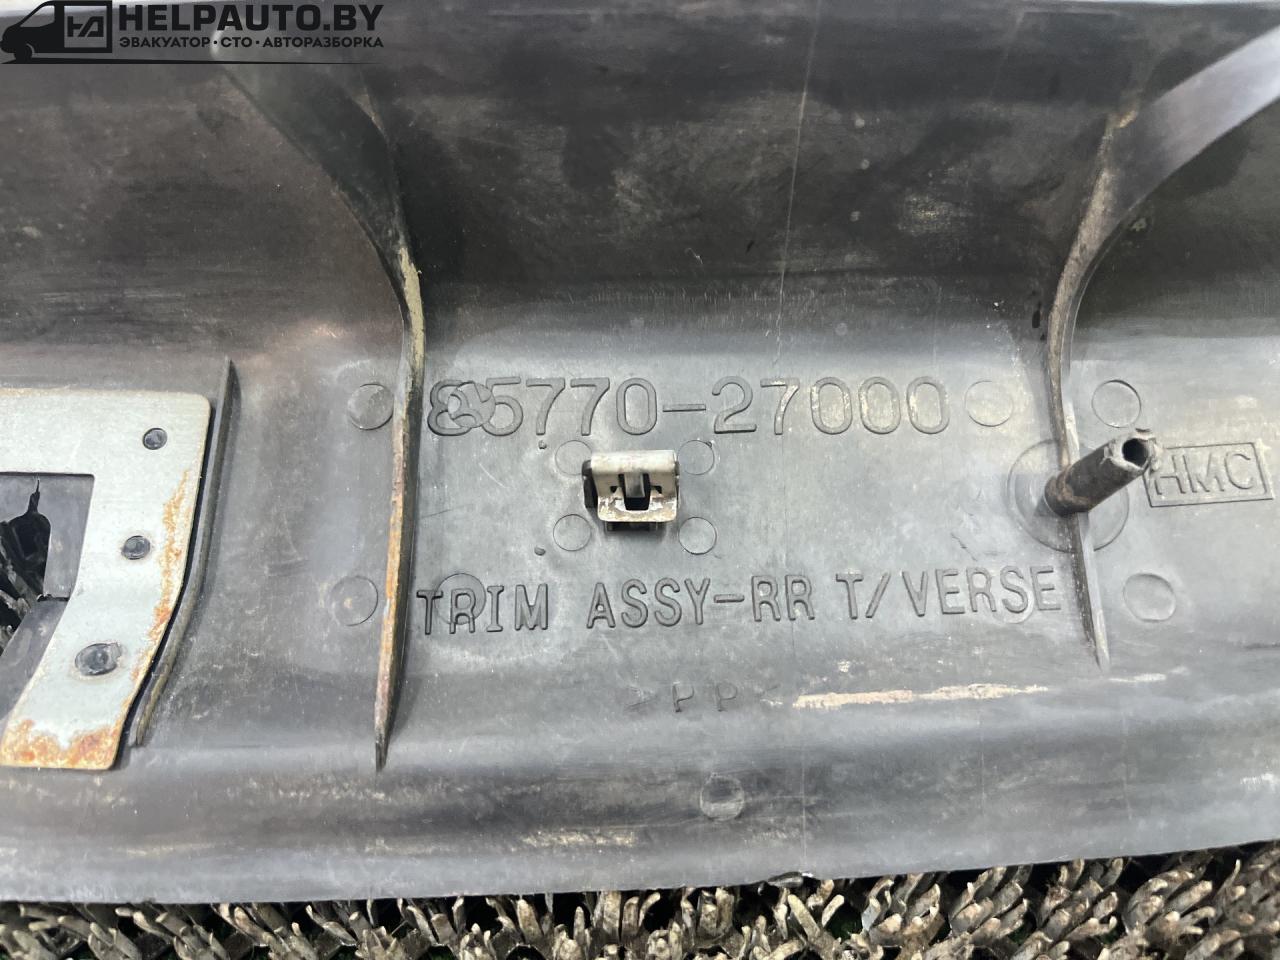 HELPAUTO.BY
ЭВАКУАТОР • СТО • АВТОРАЗБОРКА
85770-27000
HMC
TRIM ASSY-RR T/VERSE
>PP<